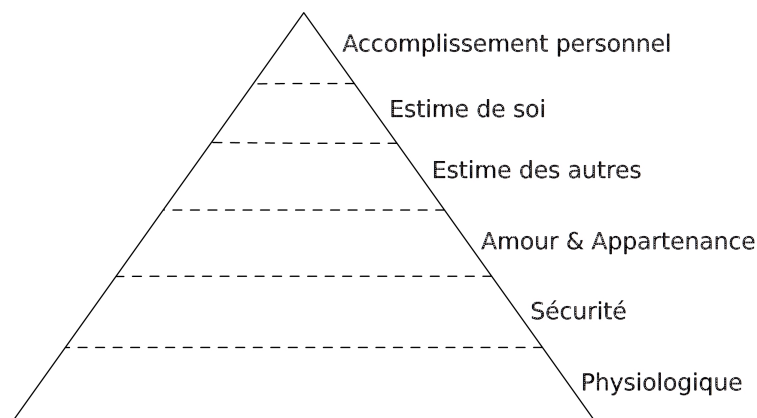 Accomplissement personnel
Estime de soi
Estime des autres
Amour & Appartenance
Sécurité
Physiologique